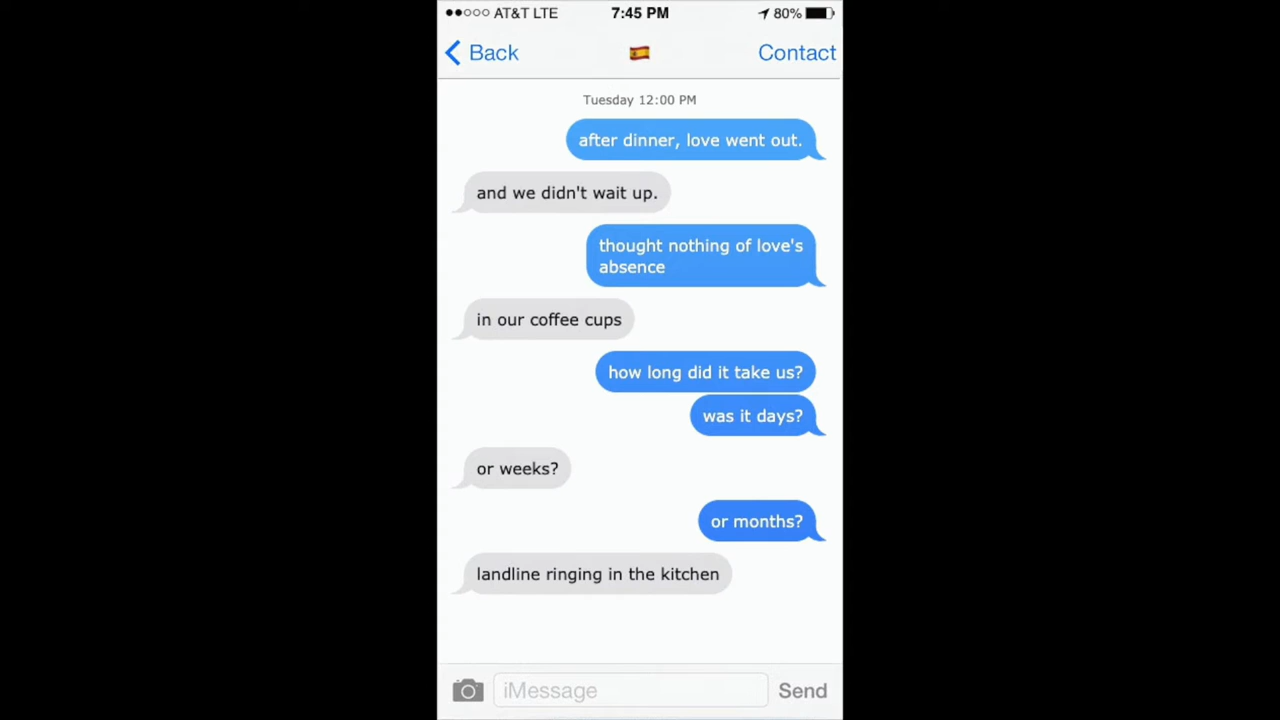 AT&T LTE 7:45 PM 80%
Back Contact
Tuesday 12:00 PM
after dinner, love went out.
and we didn't wait up.
thought nothing of love's
absence
in our coffee cups
how long did it take us?
was it days?
or weeks?
or months?
landline ringing in the kitchen
iMessage Send